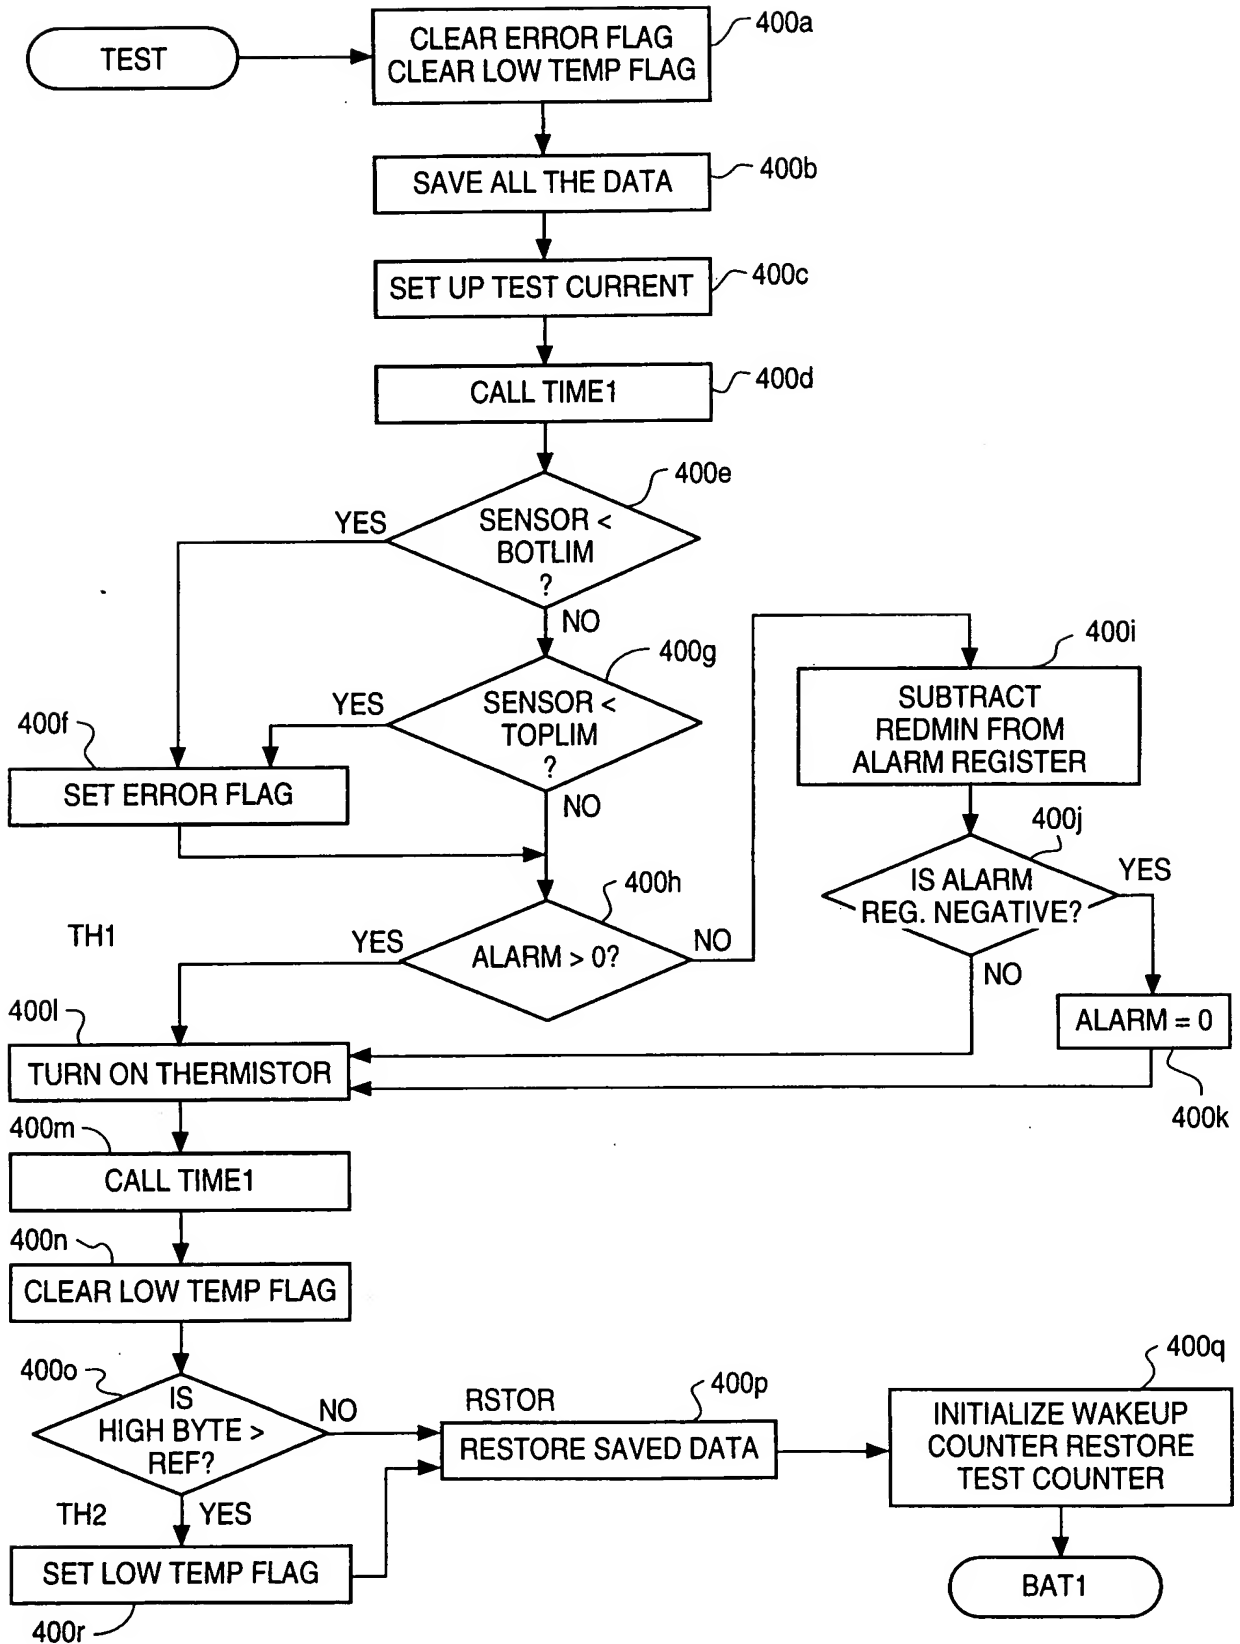 TEST
CLEAR ERROR FLAG
CLEAR LOW TEMP FLAG
400a
SAVE ALL THE DATA
400b
SET UP TEST CURRENT
400c
CALL TIME1
400d
SENSOR <
BOTLIM
?
400e
YES
NO
SENSOR <
TOPLIM
?
400g
YES
NO
400f
SET ERROR FLAG
400h
ALARM > 0?
YES
NO
400i
SUBTRACT
REDMIN FROM
ALARM REGISTER
400j
IS ALARM
REG. NEGATIVE?
YES
NO
ALARM = 0
400k
TH1
400l
TURN ON THERMISTOR
400m
CALL TIME1
400n
CLEAR LOW TEMP FLAG
400o
IS
HIGH BYTE >
REF?
NO
YES
TH2
SET LOW TEMP FLAG
400r
RSTOR
400p
RESTORE SAVED DATA
400q
INITIALIZE WAKEUP
COUNTER RESTORE
TEST COUNTER
BAT1